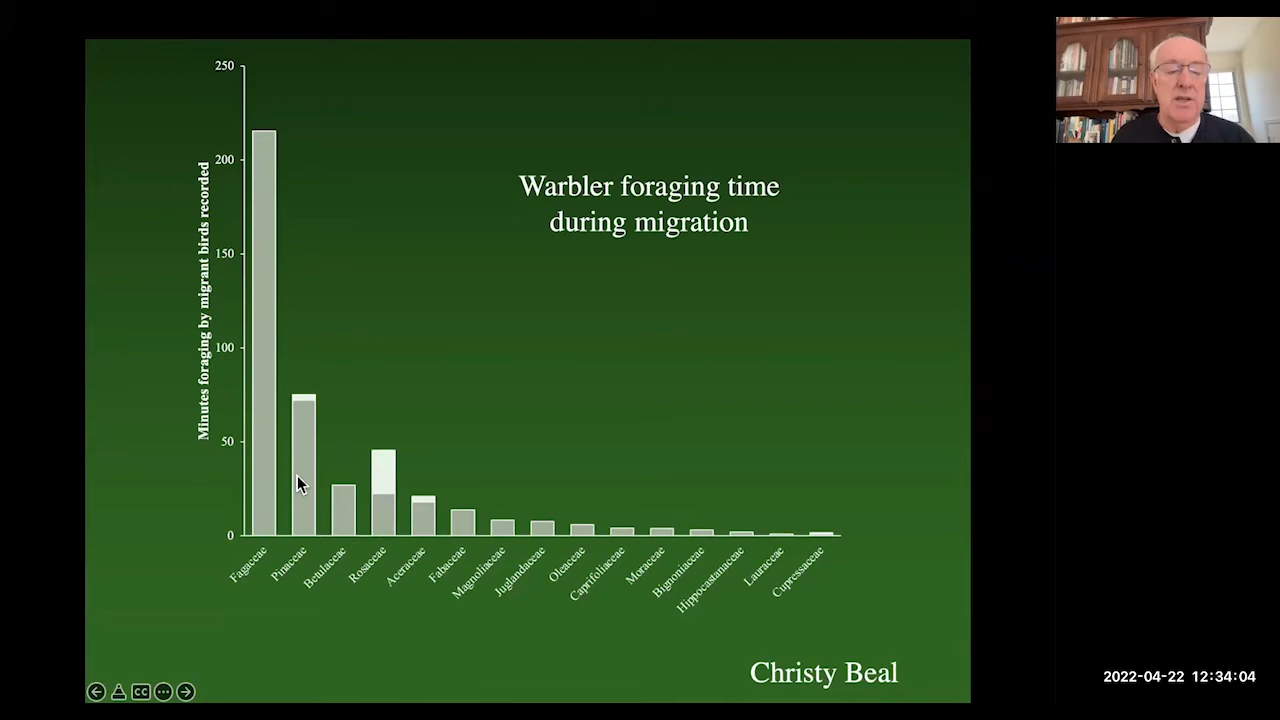 250
200
150
100
50
0
Minutes foraging by migrant birds recorded
Warbler foraging time
during migration
Fagaceae
Pinaceae
Betulaceae
Rosaceae
Aceraceae
Fabaceae
Magnoliaceae
Juglandaceae
Oleaceae
Caprifoliaceae
Moraceae
Bignoniaceae
Hippocastanaceae
Lauraceae
Cupressaceae
Christy Beal
CC
2022-04-22 12:34:04